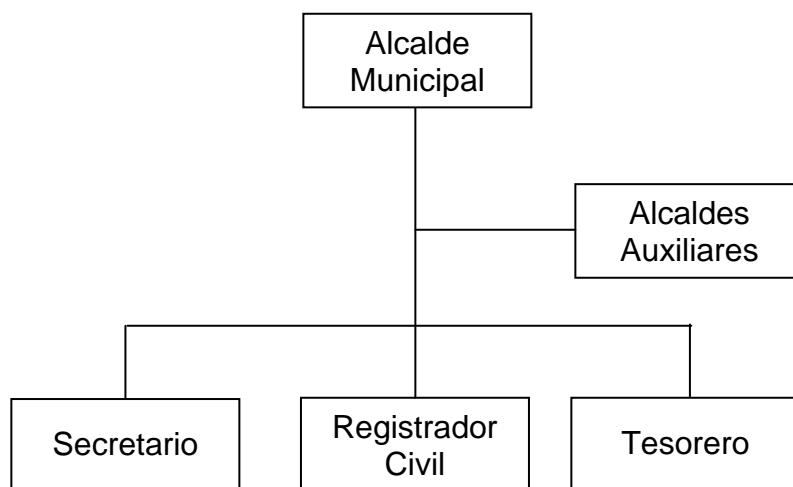 Alcalde
Municipal
Alcaldes
Auxiliares
Secretario
Registrador
Civil
Tesorero